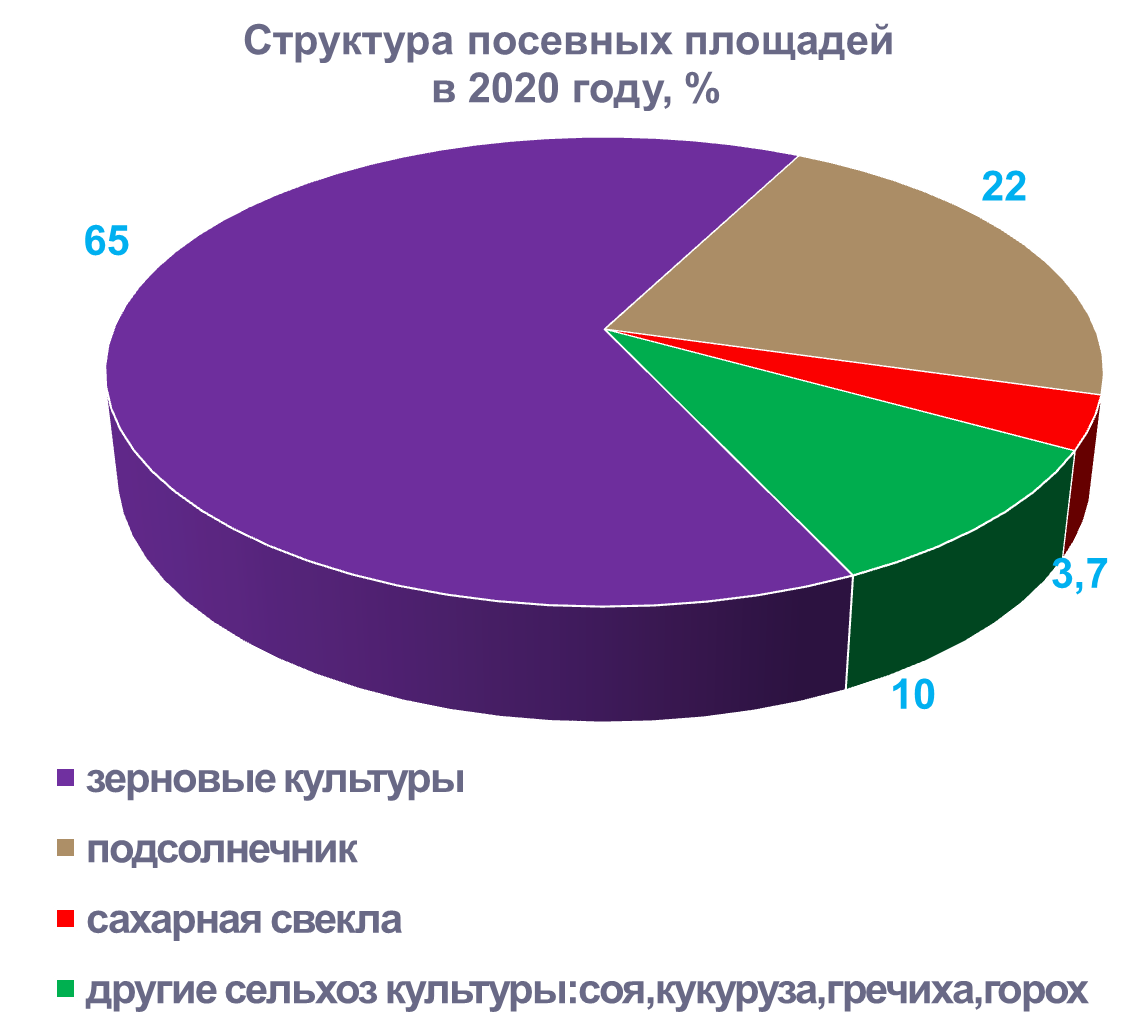 Структура посевных площадей
в 2020 году, %
65
22
3,7
10
зерновые культуры
подсолнечник
сахарная свекла
другие сельхоз культуры:соя,кукуруза,гречиха,горох